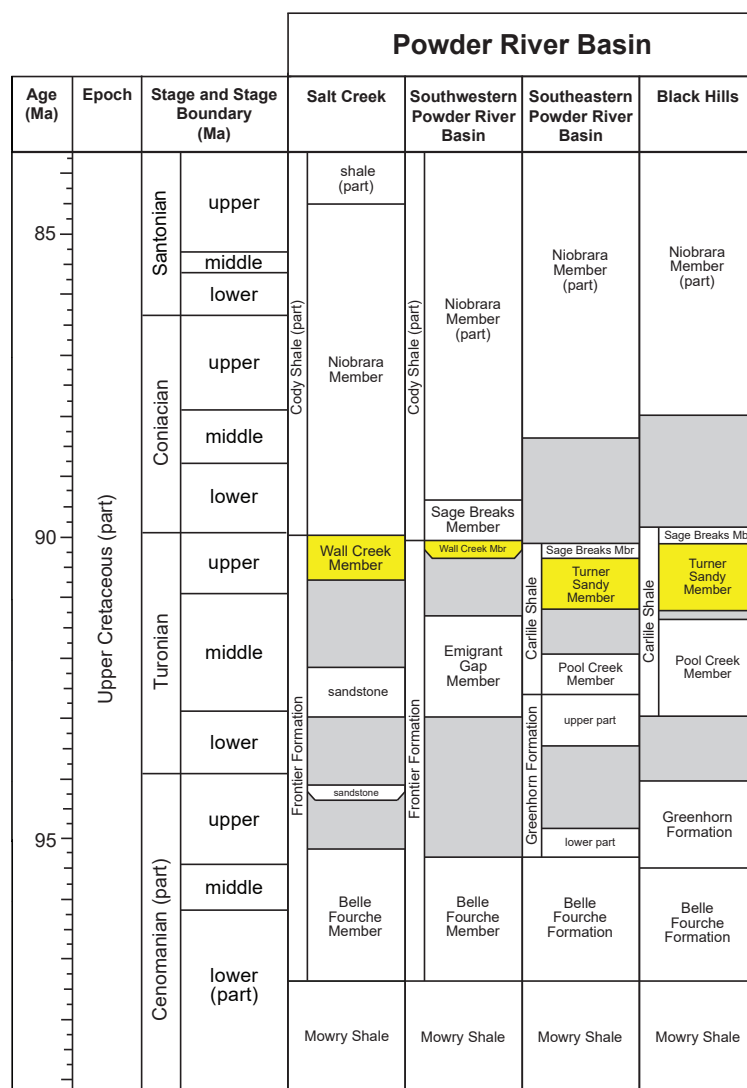 Powder River Basin
Age
(Ma)
Epoch
Stage and Stage
Boundary
(Ma)
Salt Creek
Southwestern
Powder River
Basin
Southeastern
Powder River
Basin
Black Hills
85
90
95
Upper Cretaceous (part)
Santonian
upper
middle
lower
Coniacian
upper
middle
lower
Turonian
upper
middle
lower
Cenomanian (part)
upper
middle
lower
(part)
Cody Shale (part)
shale
(part)
Niobrara
Member
Frontier Formation
Wall Creek
Member
sandstone
sandstone
Belle
Fourche
Member
Mowry Shale
Cody Shale (part)
Niobrara
Member
(part)
Sage Breaks
Member
Frontier Formation
Wall Creek Mbr
Emigrant
Gap
Member
Belle
Fourche
Member
Mowry Shale
Niobrara
Member
(part)
Carlile Shale
Sage Breaks Mbr
Turner
Sandy
Member
Pool Creek
Member
Greenhorn Formation
upper part
lower part
Belle
Fourche
Formation
Mowry Shale
Niobrara
Member
(part)
Carlile Shale
Sage Breaks Mbr
Turner
Sandy
Member
Pool Creek
Member
Greenhorn
Formation
Belle
Fourche
Formation
Mowry Shale